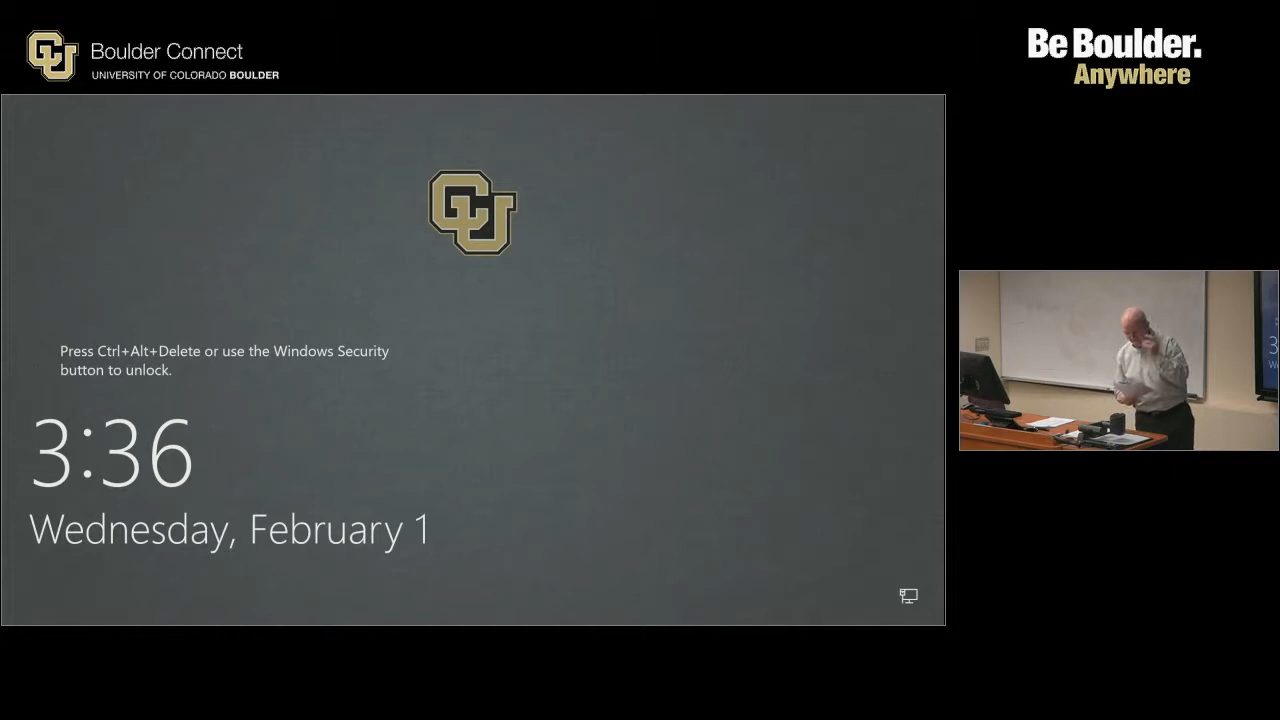 Boulder Connect
UNIVERSITY OF COLORADO BOULDER
Be Boulder.
Anywhere
CU
Press Ctrl+Alt+Delete or use the Windows Security
button to unlock.
3:36
Wednesday, February 1